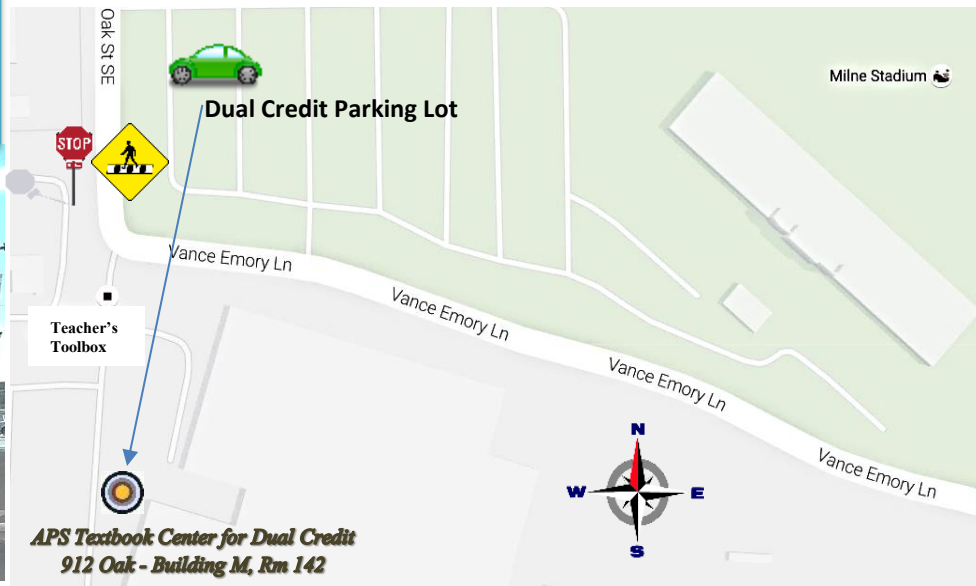 Oak St SE
Milne Stadium
Dual Credit Parking Lot
STOP
Vance Emory Ln
Vance Emory Ln
Teacher's
Toolbox
Vance Emory Ln
N
Vance Emory Ln
W E
S
APS Textbook Center for Dual Credit
912 Oak - Building M, Rm 142